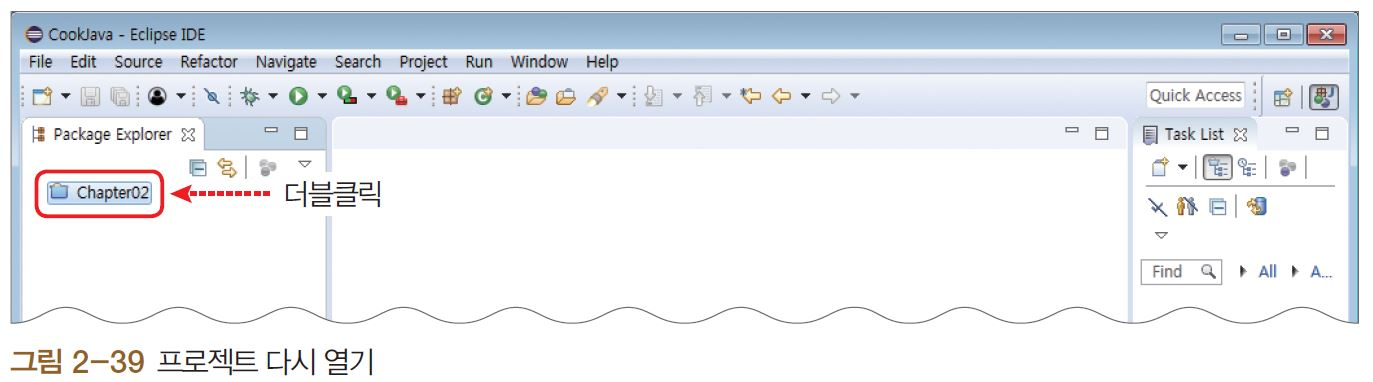 CookJava - Eclipse IDE
File Edit Source Refactor Navigate Search Project Run Window Help
Quick Access
Package Explorer
Task List
Chapter02
더블클릭
Find All A...
그림 2-39 프로젝트 다시 열기